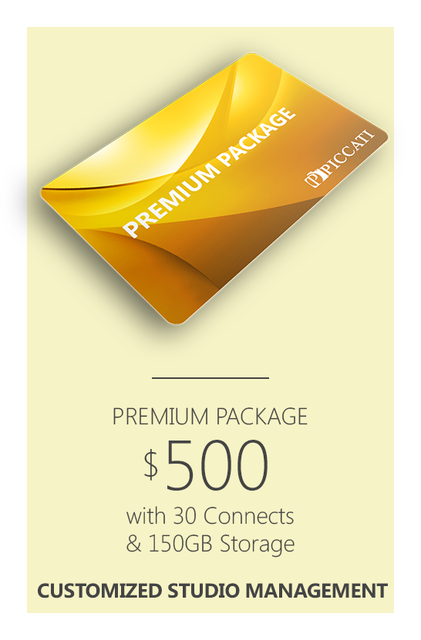 PREMIUM PACKAGE
PICCATI
PREMIUM PACKAGE
$500
with 30 Connects
& 150GB Storage
CUSTOMIZED STUDIO MANAGEMENT